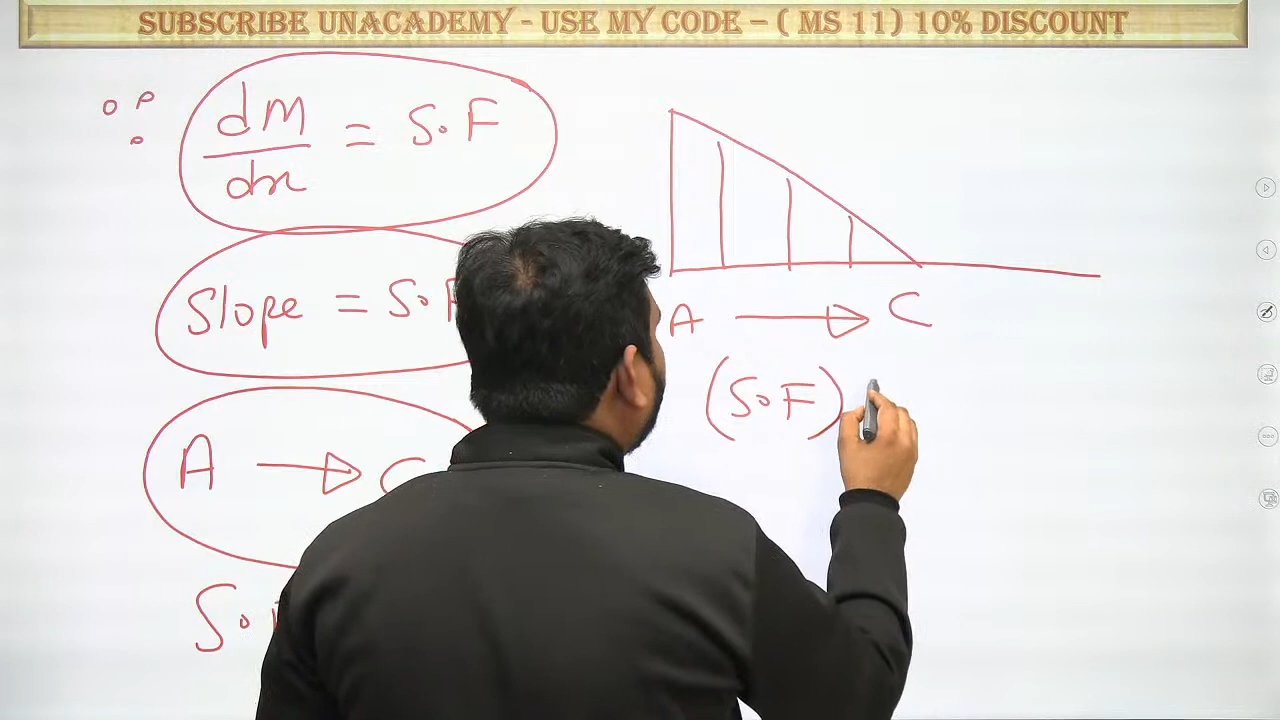 SUBSCRIBE UNACADEMY - USE MY CODE – ( MS 11) 10% DISCOUNT
dM
dx
= S.F
Slope = S.F
A → C
S.
A → C
(S.F)